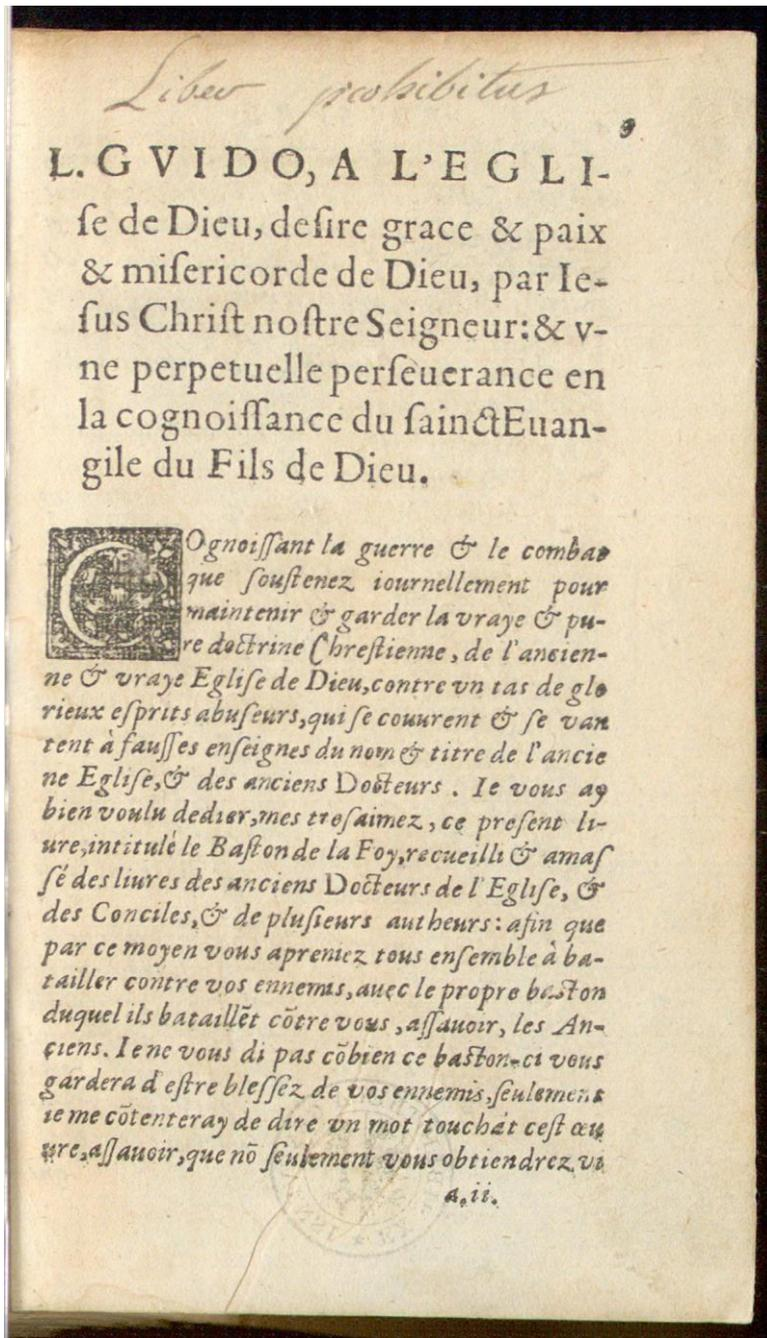 Liber prohibitus
L. GVIDO, A L'EGLI-
ſe de Dieu, deſire grace & paix
& miſericorde de Dieu, par Ie-
ſus Chriſt noſtre Seigneur: & v-
ne perpetuelle perſeuerance en
la cognoiſſance du ſainct Euan-
gile du Fils de Dieu.
COgnoiſſant la guerre & le combat
que ſouſtenez iournellement pour
maintenir & garder la vraye & pu-
re doctrine Chreſtienne, de l'ancien-
ne & vraye Egliſe de Dieu, contre vn tas de glo
rieux eſprits abuſeurs, qui ſe couurent & ſe van
tent à fauſſes enſeignes du nom & titre de l'ancie
ne Egliſe, & des anciens Docteurs. Ie vous ay
bien voulu dedier, mes treſaimez, ce preſent li-
ure, intitulé le Baſton de la Foy, recueilli & amaſ
ſé des liures des anciens Docteurs de l'Egliſe, &
des Conciles, & de pluſieurs autheurs: afin que
par ce moyen vous apreniez tous enſemble à ba-
tailler contre vos ennemis, auec le propre baſton
duquel ils bataillẽt cõtre vous, aſſauoir, les An-
ciens. Ie ne vous di pas cõbien ce baſton-ci vous
gardera d'eſtre bleſſez de vos ennemis, ſeulement
ie me cõtenteray de dire vn mot touchãt ceſt œu
ure, aſſauoir, que nõ ſeulement vous obtiendrez vi
a.ii.